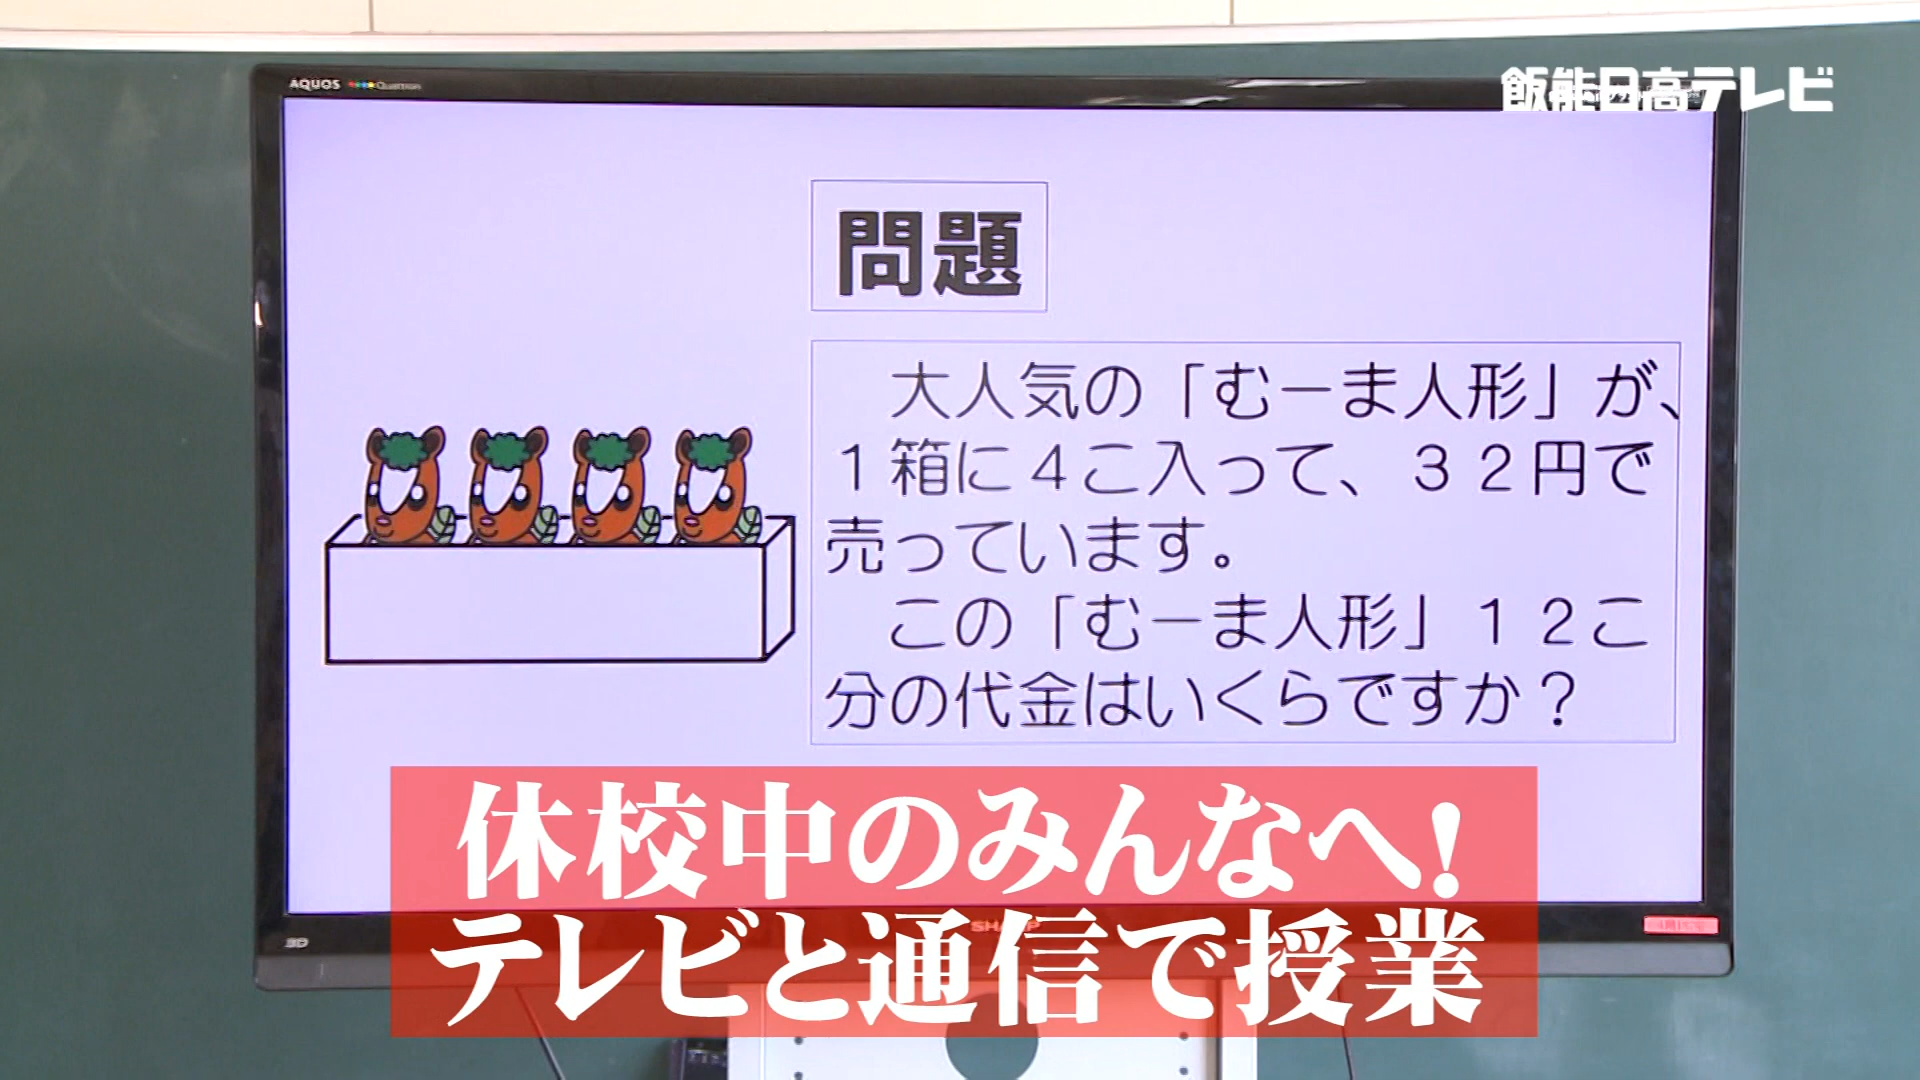 AQUOS Quattron
飯能日高テレビ
問題
大人気の「むーま人形」が、
１箱に４こ入って、３２円で
売っています。
この「むーま人形」１２こ
分の代金はいくらですか？
休校中のみんなへ！
テレビと通信で授業
SHARP
3D